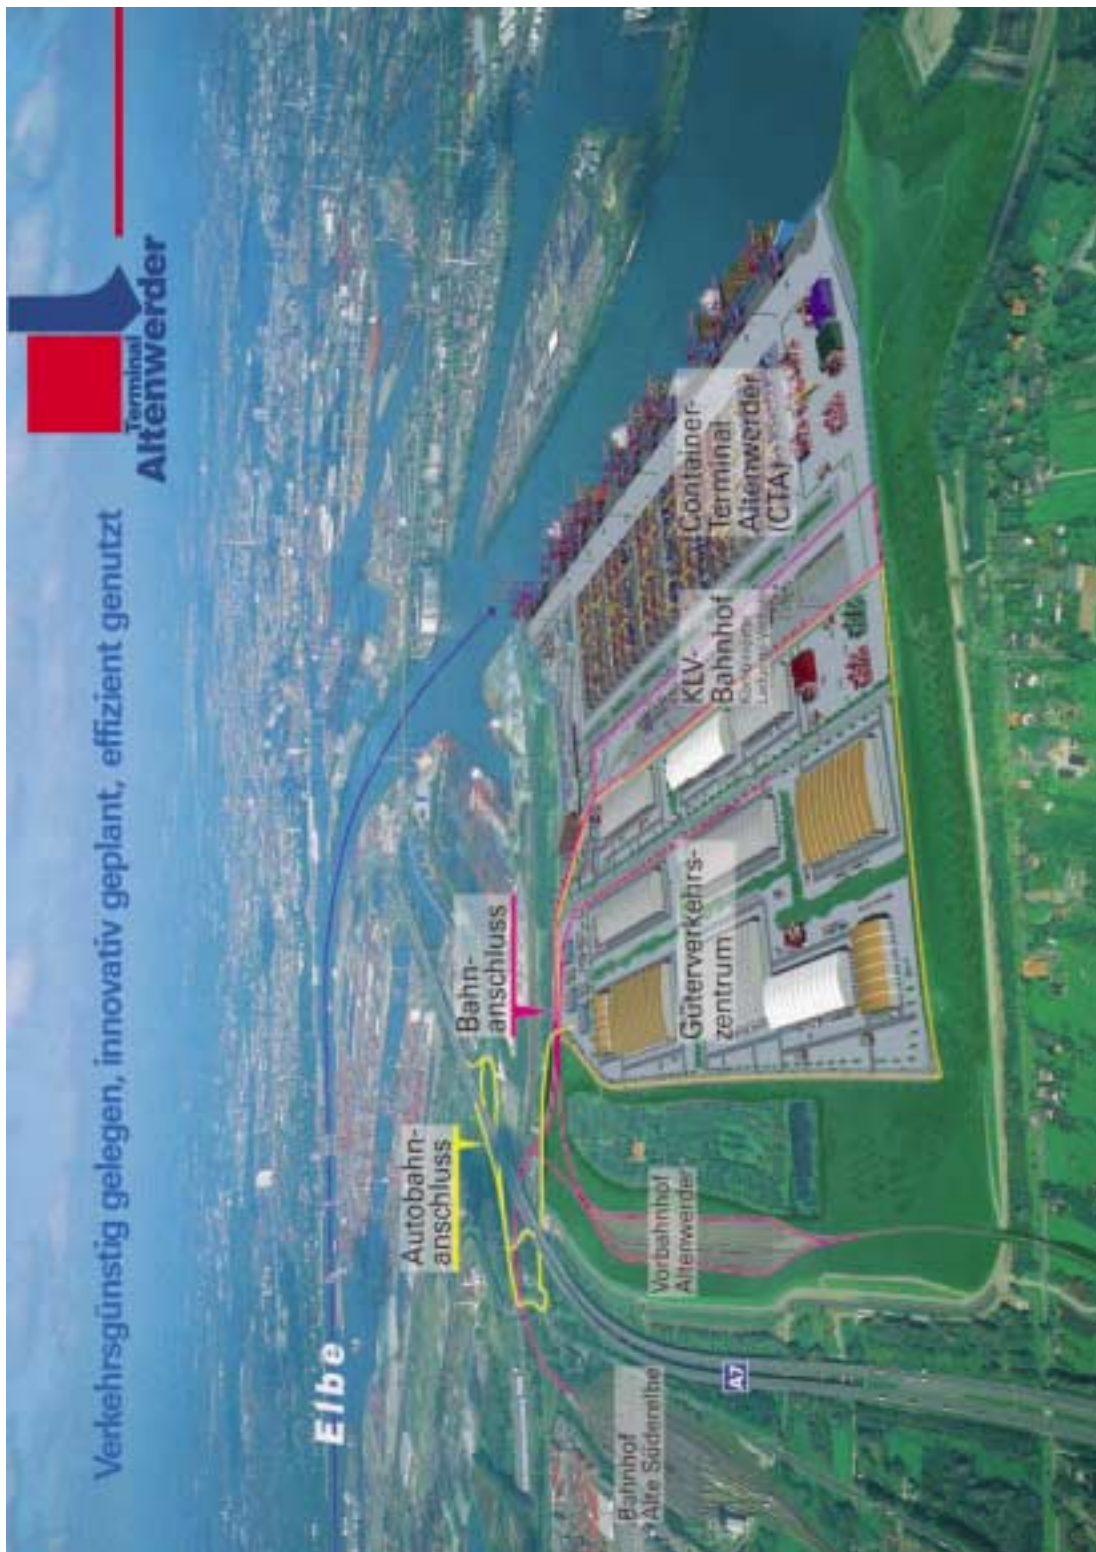 Verkehrsgünstig gelegen, innovativ geplant, effizient genutzt
Terminal
Altenwerder
Elbe
Autobahn-
anschluss
Bahn-
anschluss
Container-
Terminal
Altenwerder
(CTA)
KLV-
Bahnhof
Güterverkehrs-
zentrum
Vorbahnhof
Altenwerder
Bahnhof
Alte Süderelbe
A7